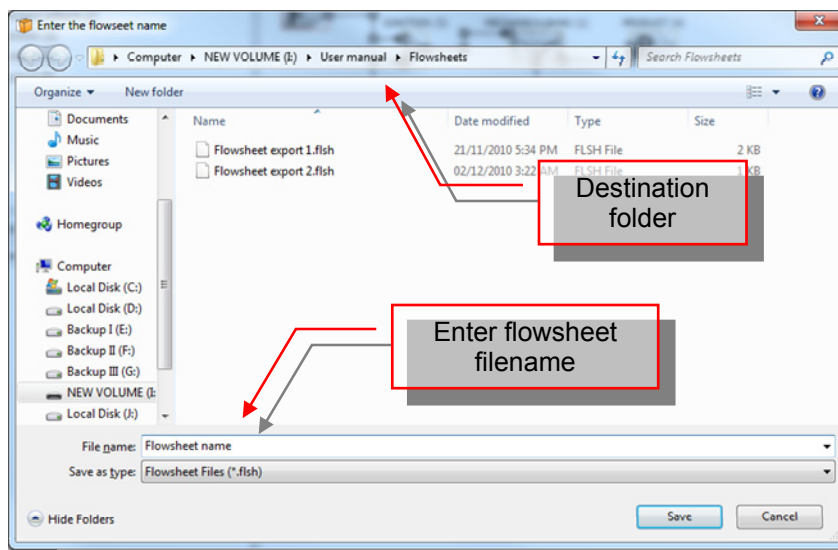 Enter the flowseet name
Computer NEW VOLUME (I:) User manual Flowsheets Search Flowsheets
Organize New folder
Name Date modified Type Size
Documents
Music
Pictures
Videos
Homegroup
Computer
Local Disk (C:)
Local Disk (D:)
Backup I (E:)
Backup II (F:)
Backup III (G:)
NEW VOLUME (I:
Local Disk (J:)
Flowsheet export 1.flsh 21/11/2010 5:34 PM FLSH File 2 KB
Flowsheet export 2.flsh 02/12/2010 3:22 AM FLSH File 1 KB
Destination
folder
Enter flowsheet
filename
File name: Flowsheet name
Save as type: Flowsheet Files (*.flsh)
Hide Folders Save Cancel